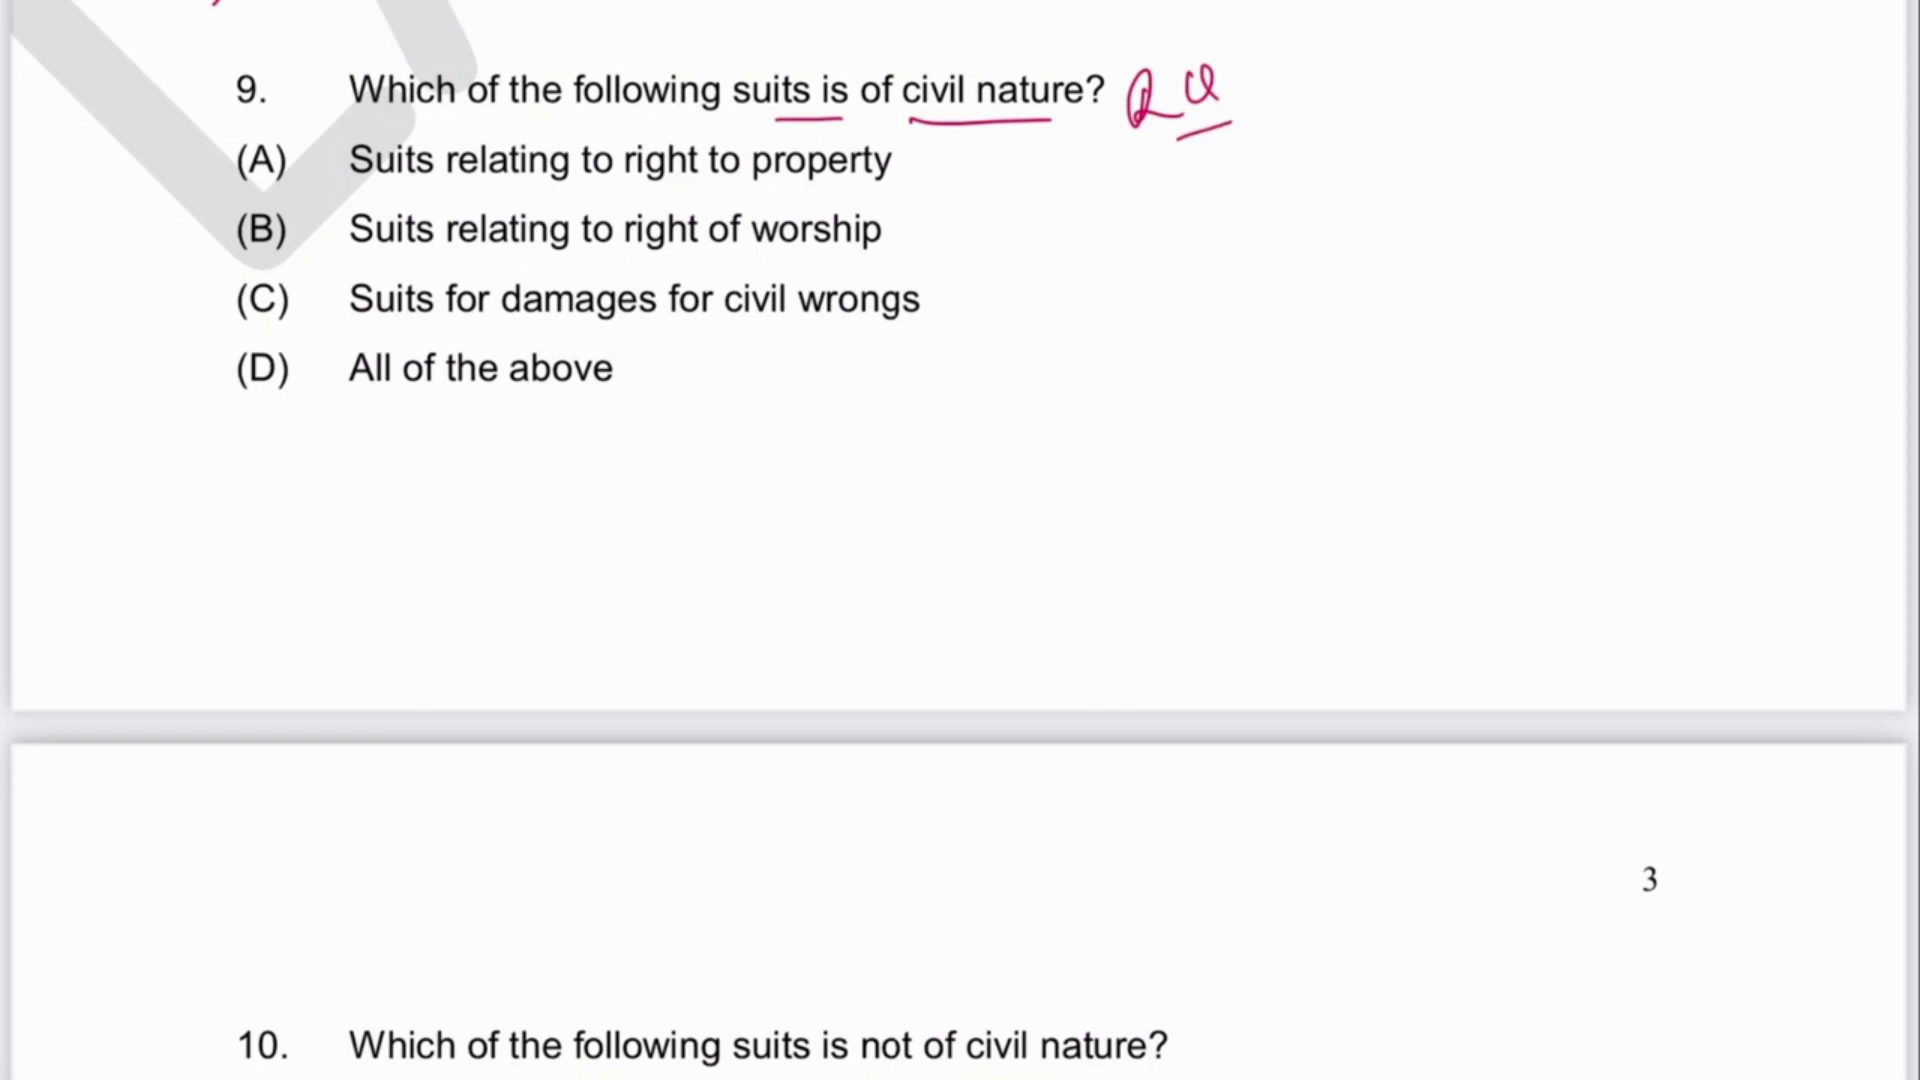 9. Which of the following suits is of civil nature?
(A) Suits relating to right to property
(B) Suits relating to right of worship
(C) Suits for damages for civil wrongs
(D) All of the above
3
10. Which of the following suits is not of civil nature?